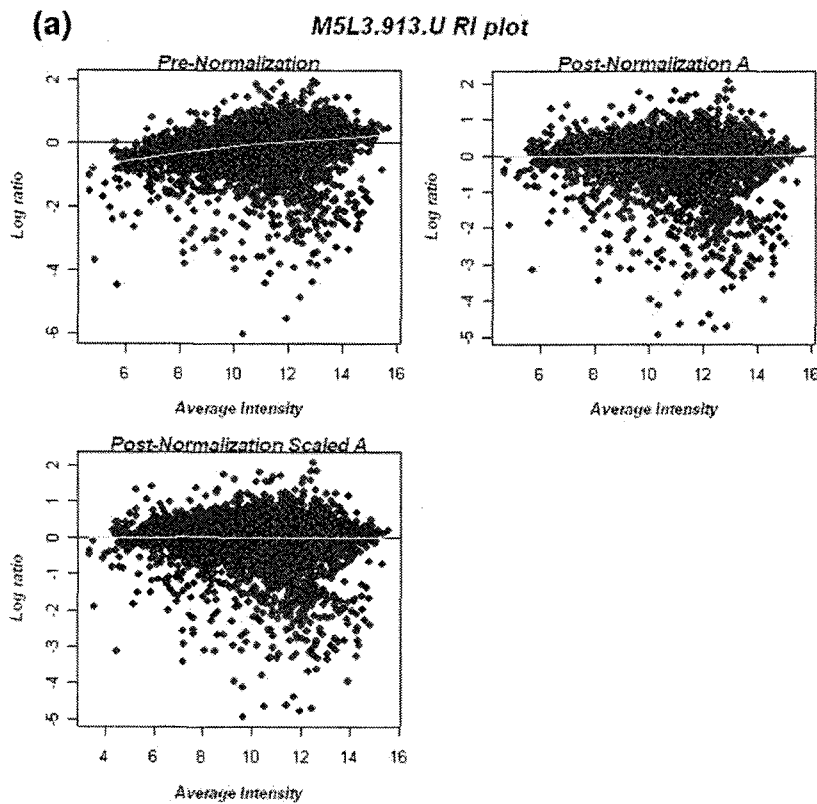 (a)
M5L3.913.U RI plot
Pre-Normalization
2
0
-2
-4
-6
Log ratio
6 8 10 12 14 16
Average Intensity
Post-Normalization A
2
1
0
-1
-2
-3
-4
-5
Log ratio
6 8 10 12 14 16
Average Intensity
Post-Normalization Scaled A
2
1
0
-1
-2
-3
-4
-5
Log ratio
4 6 8 10 12 14 16
Average Intensity